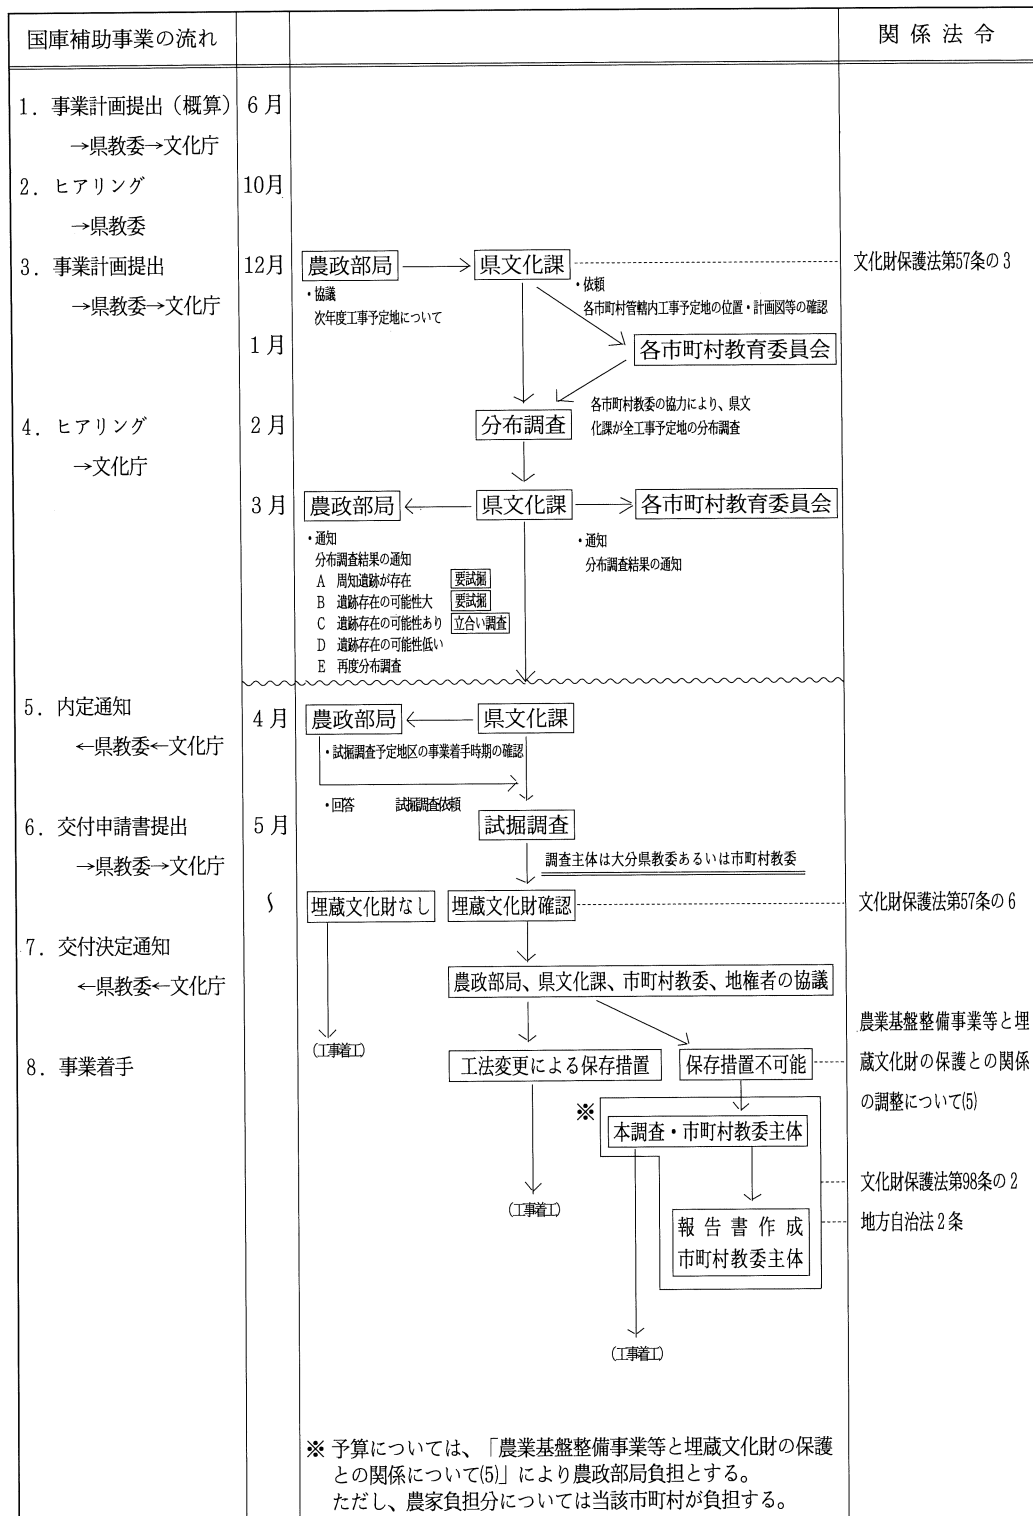 国庫補助事業の流れ
関係法令
1．事業計画提出（概算）
6月
→県教委→文化庁
2．ヒアリング
10月
→県教委
3．事業計画提出
12月
農政部局
県文化課
文化財保護法第57条の3
→県教委→文化庁
・協議
次年度工事予定地について
・依頼
各市町村管轄内工事予定地の位置・計画図等の確認
1月
各市町村教育委員会
4．ヒアリング
2月
分布調査
各市町村教委の協力により、県文
化課が全工事予定地の分布調査
→文化庁
3月
農政部局
県文化課
各市町村教育委員会
・通知
分布調査結果の通知
A 周知遺跡が存在 要試掘
B 遺跡存在の可能性大 要試掘
C 遺跡存在の可能性あり 立合い調査
D 遺跡存在の可能性低い
E 再度分布調査
・通知
分布調査結果の通知
5．内定通知
4月
農政部局
県文化課
←県教委←文化庁
・試掘調査予定地区の事業着手時期の確認
・回答 試掘調査依頼
6．交付申請書提出
5月
試掘調査
→県教委→文化庁
調査主体は大分県教委あるいは市町村教委
〜
埋蔵文化財なし
埋蔵文化財確認
文化財保護法第57条の6
7．交付決定通知
←県教委←文化庁
農政部局、県文化課、市町村教委、地権者の協議
(工事着工)
8．事業着手
工法変更による保存措置
保存措置不可能
農業基盤整備事業等と埋
蔵文化財の保護との関係
の調整について(5)
※
本調査・市町村教委主体
(工事着工)
文化財保護法第98条の2
地方自治法2条
報告書作成
市町村教委主体
(工事着工)
※ 予算については、「農業基盤整備事業等と埋蔵文化財の保護
との関係について(5)」により農政部局負担とする。
ただし、農家負担分については当該市町村が負担する。